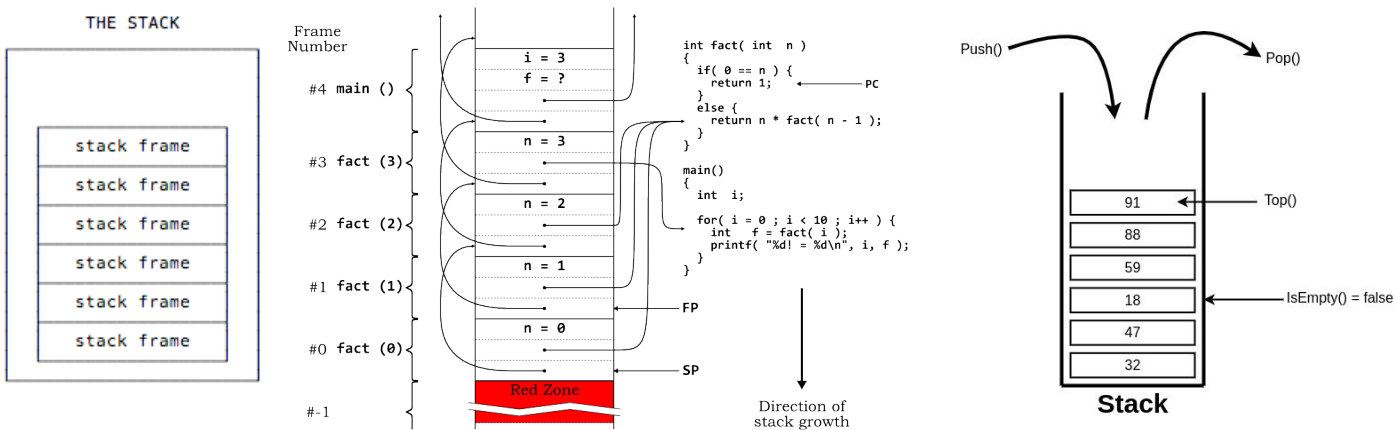 THE STACK
stack frame
stack frame
stack frame
stack frame
stack frame
stack frame
Frame
Number
#4 main ()
#3 fact (3)
#2 fact (2)
#1 fact (1)
#0 fact (0)
#-1
i = 3
f = ?
n = 3
n = 2
n = 1
n = 0
Red Zone
FP
SP
int fact( int n )
{
if( 0 == n ) {
return 1;
PC
}
else {
return n * fact( n - 1 );
}
}
main()
{
int i;
for( i = 0 ; i < 10 ; i++ ) {
int f = fact( i );
printf( "%d! = %d\n", i, f );
}
}
Direction of
stack growth
Push()
Pop()
91
Top()
88
59
18
IsEmpty() = false
47
32
Stack